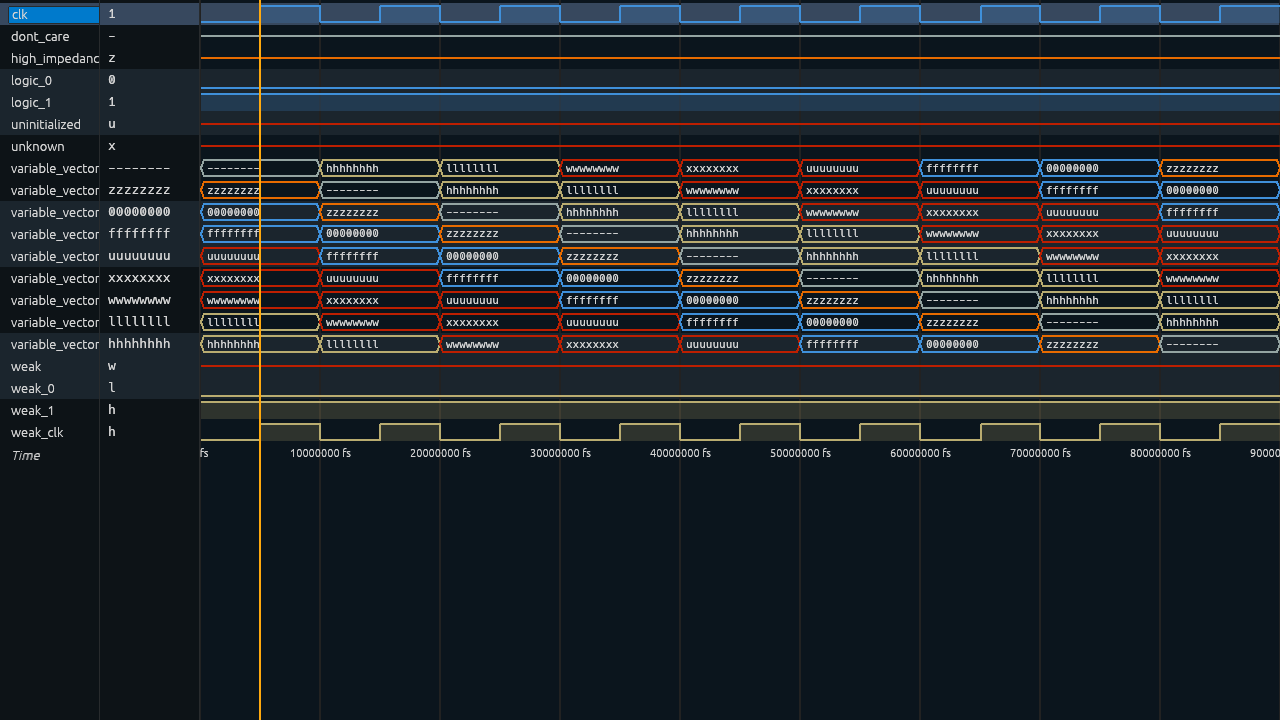 clk 1
dont_care -
high_impedanc z
logic_0 0
logic_1 1
uninitialized u
unknown x
variable_vector -------- -------- hhhhhhhh llllllll wwwwwwww xxxxxxxx uuuuuuuu ffffffff 00000000 zzzzzzzz
variable_vector zzzzzzzz zzzzzzzz -------- hhhhhhhh llllllll wwwwwwww xxxxxxxx uuuuuuuu ffffffff 00000000
variable_vector 00000000 00000000 zzzzzzzz -------- hhhhhhhh llllllll wwwwwwww xxxxxxxx uuuuuuuu ffffffff
variable_vector ffffffff ffffffff 00000000 zzzzzzzz -------- hhhhhhhh llllllll wwwwwwww xxxxxxxx uuuuuuuu
variable_vector uuuuuuuu uuuuuuuu ffffffff 00000000 zzzzzzzz -------- hhhhhhhh llllllll wwwwwwww xxxxxxxx
variable_vector xxxxxxxx xxxxxxxx uuuuuuuu ffffffff 00000000 zzzzzzzz -------- hhhhhhhh llllllll wwwwwwww
variable_vector wwwwwwww wwwwwwww xxxxxxxx uuuuuuuu ffffffff 00000000 zzzzzzzz -------- hhhhhhhh llllllll
variable_vector llllllll llllllll wwwwwwww xxxxxxxx uuuuuuuu ffffffff 00000000 zzzzzzzz -------- hhhhhhhh
variable_vector hhhhhhhh hhhhhhhh llllllll wwwwwwww xxxxxxxx uuuuuuuu ffffffff 00000000 zzzzzzzz --------
weak w
weak_0 l
weak_1 h
weak_clk h
Time fs 10000000 fs 20000000 fs 30000000 fs 40000000 fs 50000000 fs 60000000 fs 70000000 fs 80000000 fs 90000